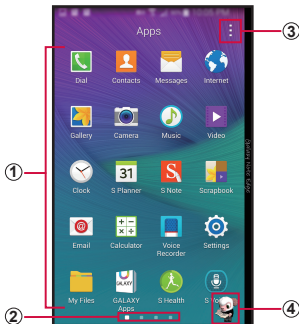 Apps
3
Dial Contacts Messages Internet
Gallery Camera Music Video
1
31
S
Clock S Planner S Note Scrapbook
@
Email Calculator Voice Recorder Settings
GALAXY
My Files GALAXY Apps S Health
4
2